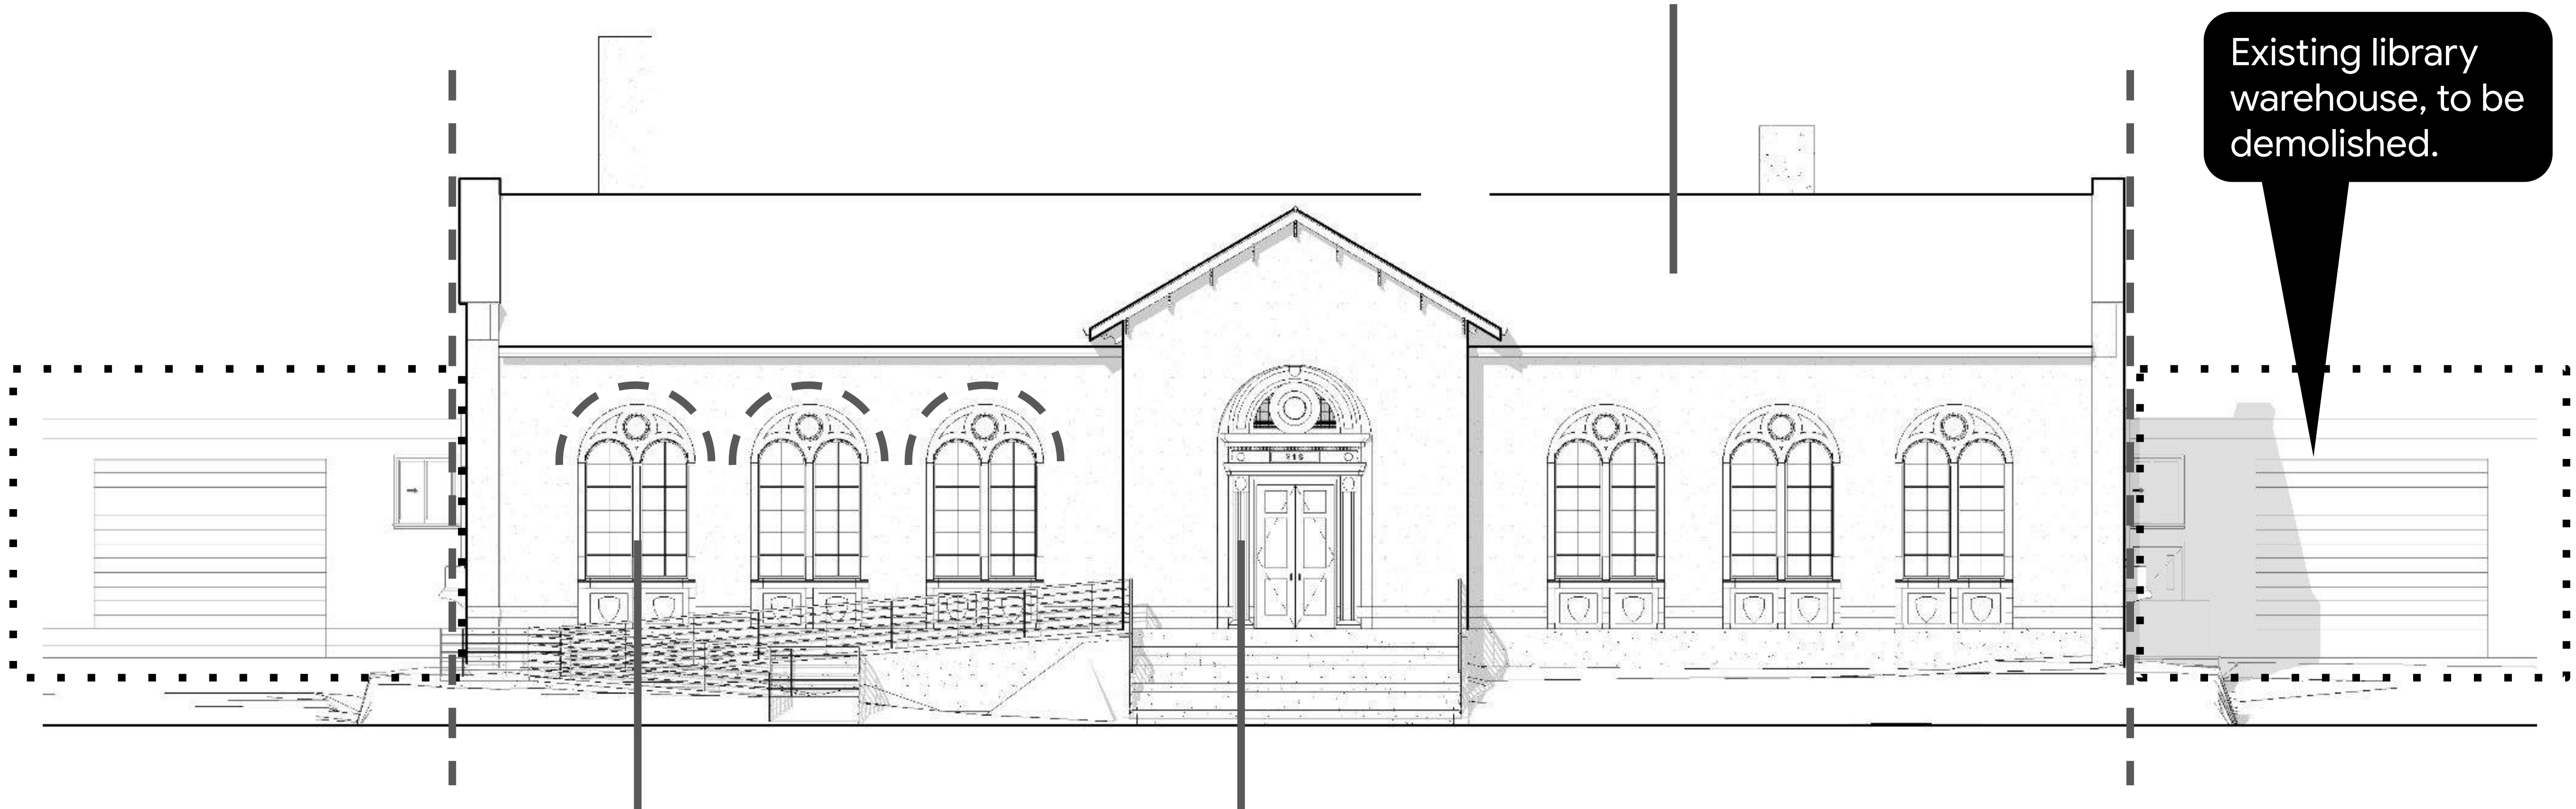 Existing library
warehouse, to be
demolished.